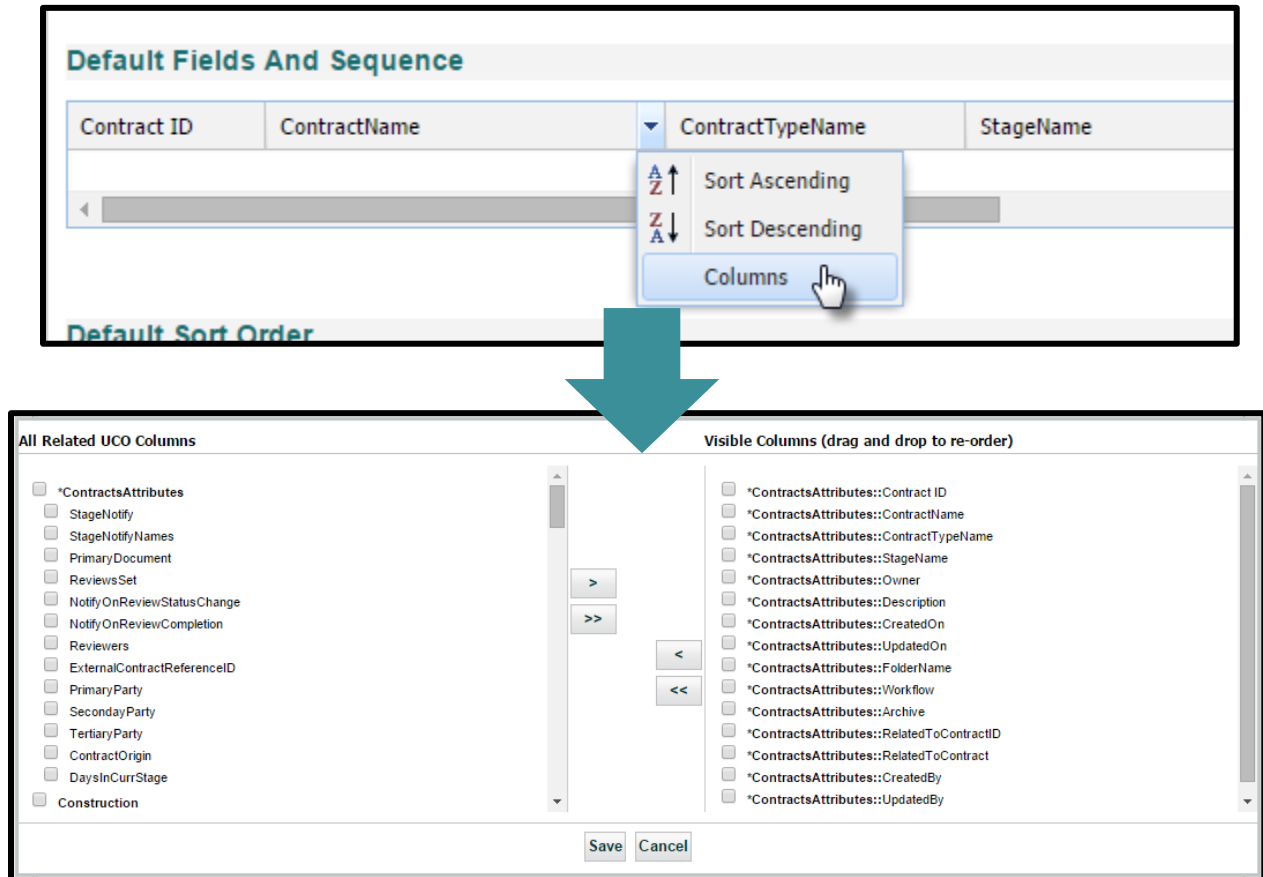 Default Fields And Sequence
Contract ID ContractName ContractTypeName StageName
Sort Ascending
Sort Descending
Columns
Default Sort Order
All Related UCO Columns Visible Columns (drag and drop to re-order)
*ContractsAttributes
StageNotify
StageNotifyNames
PrimaryDocument
ReviewsSet
NotifyOnReviewStatusChange
NotifyOnReviewCompletion
Reviewers
ExternalContractReferenceID
PrimaryParty
SecondayParty
TertiaryParty
ContractOrigin
DaysInCurrStage
Construction
>
>>
<
<<
*ContractsAttributes::Contract ID
*ContractsAttributes::ContractName
*ContractsAttributes::ContractTypeName
*ContractsAttributes::StageName
*ContractsAttributes::Owner
*ContractsAttributes::Description
*ContractsAttributes::CreatedOn
*ContractsAttributes::UpdatedOn
*ContractsAttributes::FolderName
*ContractsAttributes::Workflow
*ContractsAttributes::Archive
*ContractsAttributes::RelatedToContractID
*ContractsAttributes::RelatedToContract
*ContractsAttributes::CreatedBy
*ContractsAttributes::UpdatedBy
Save Cancel